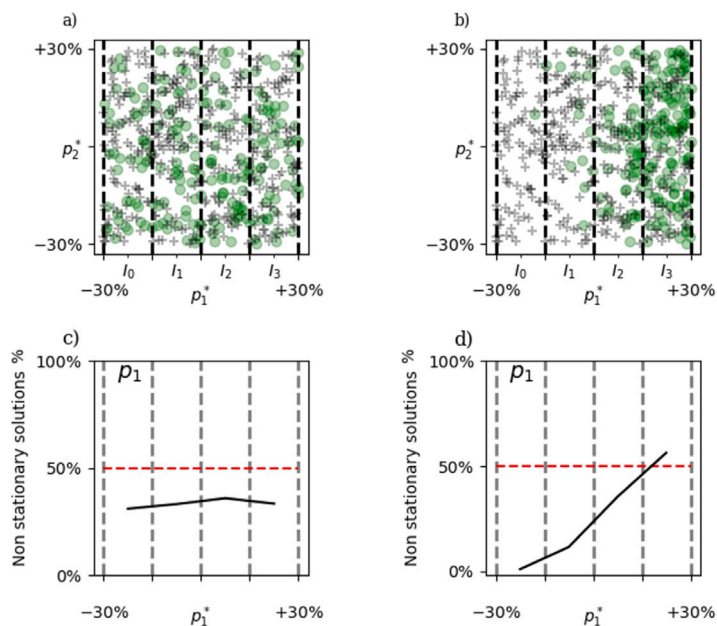 a)
b)
+30%
p₂*
−30%
I₀ I₁ I₂ I₃
−30% p₁* +30%
+30%
p₂*
−30%
I₀ I₁ I₂ I₃
−30% p₁* +30%
c)
d)
Non stationary solutions %
100%
50%
0%
p₁
−30% p₁* +30%
Non stationary solutions %
100%
50%
0%
p₁
−30% p₁* +30%